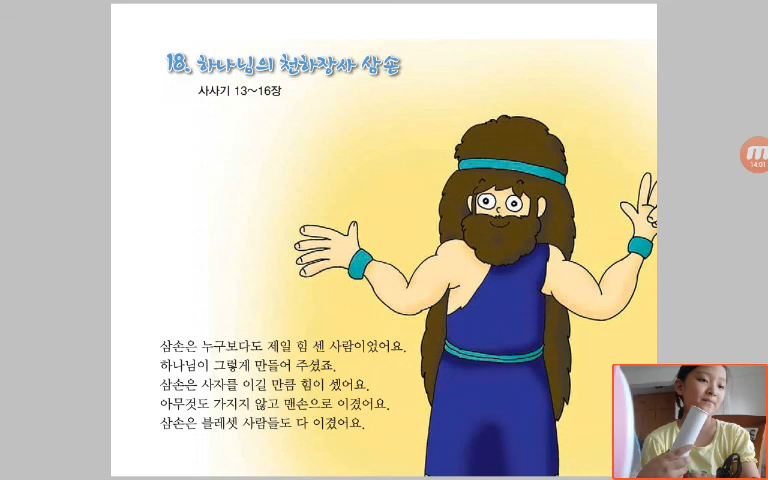 18. 하나님의 천하장사 삼손
사사기 13~16장
삼손은 누구보다도 제일 힘 센 사람이었어요.
하나님이 그렇게 만들어 주셨죠.
삼손은 사자를 이길 만큼 힘이 셌어요.
아무것도 가지지 않고 맨손으로 이겼어요.
삼손은 블레셋 사람들도 다 이겼어요.
14:01